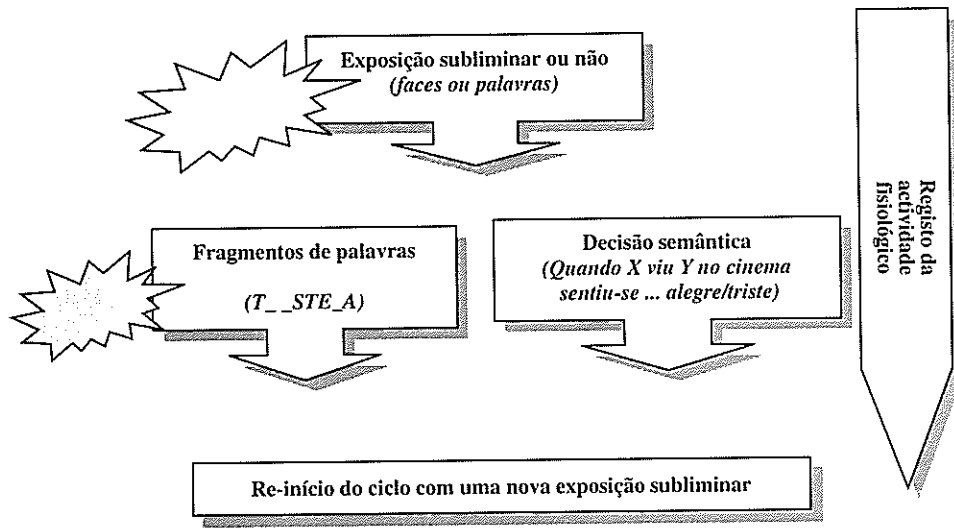 Exposição subliminar ou não
(faces ou palavras)
Fragmentos de palavras
(T_ _STE_A)
Decisão semântica
(Quando X viu Y no cinema
sentiu-se ... alegre/triste)
Registo da
actividade
fisiológico
Re-início do ciclo com uma nova exposição subliminar